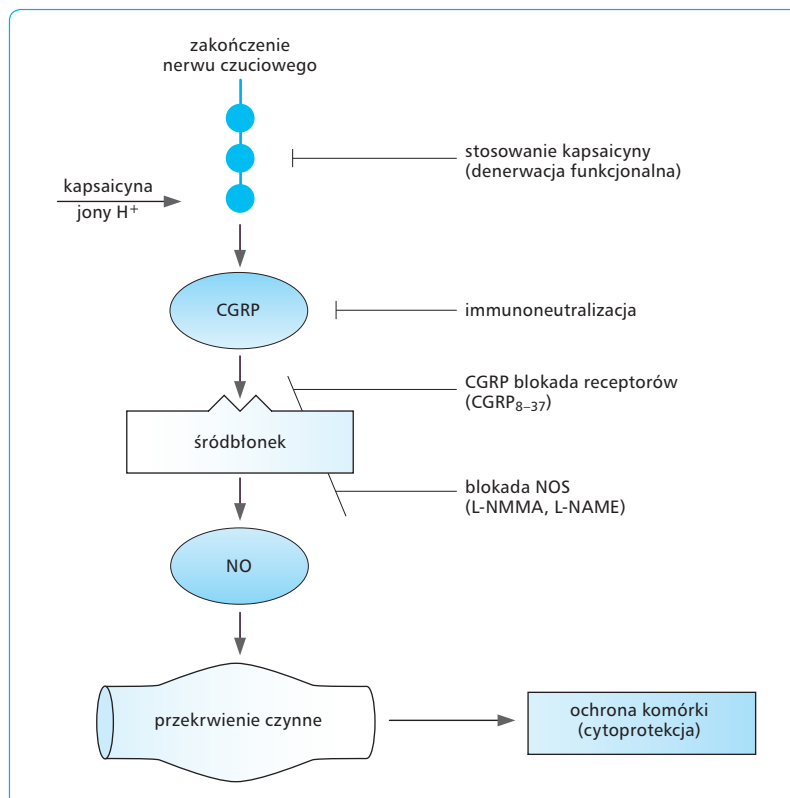 zakończenie
nerwu czuciowego
stosowanie kapsaicyny
(denerwacja funkcjonalna)
kapsaicyna
jony H⁺
CGRP
immunoneutralizacja
CGRP blokada receptorów
(CGRP₈₋₃₇)
śródbłonek
blokada NOS
(L-NMMA, L-NAME)
NO
przekrwienie czynne
ochrona komórki
(cytoprotekcja)